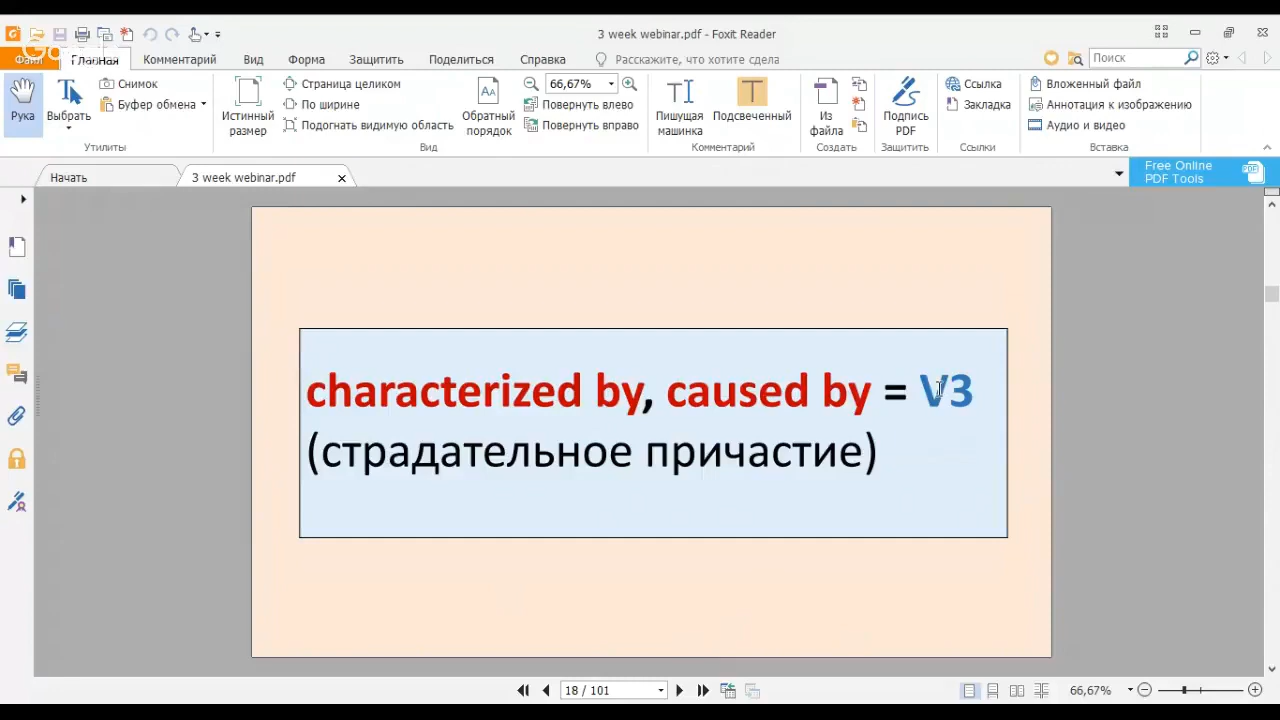 3 week webinar.pdf - Foxit Reader
Файл Главная Комментарий Вид Форма Защитить Поделиться Справка Расскажите, что хотите сделать Поиск
Рука
Выбрать
Снимок
Буфер обмена
Утилиты
Истинный размер
Страница целиком
По ширине
Подогнать видимую область
Обратный порядок
66,67%
Повернуть влево
Повернуть вправо
Вид
Пишущая машинка
Подсвеченный
Комментарий
Из файла
Создать
Подпись PDF
Защитить
Ссылка
Закладка
Ссылки
Вложенный файл
Аннотация к изображению
Аудио и видео
Вставка
Начать
3 week webinar.pdf
Free Online
PDF Tools
characterized by, caused by = V3
(страдательное причастие)
18 / 101
66,67%